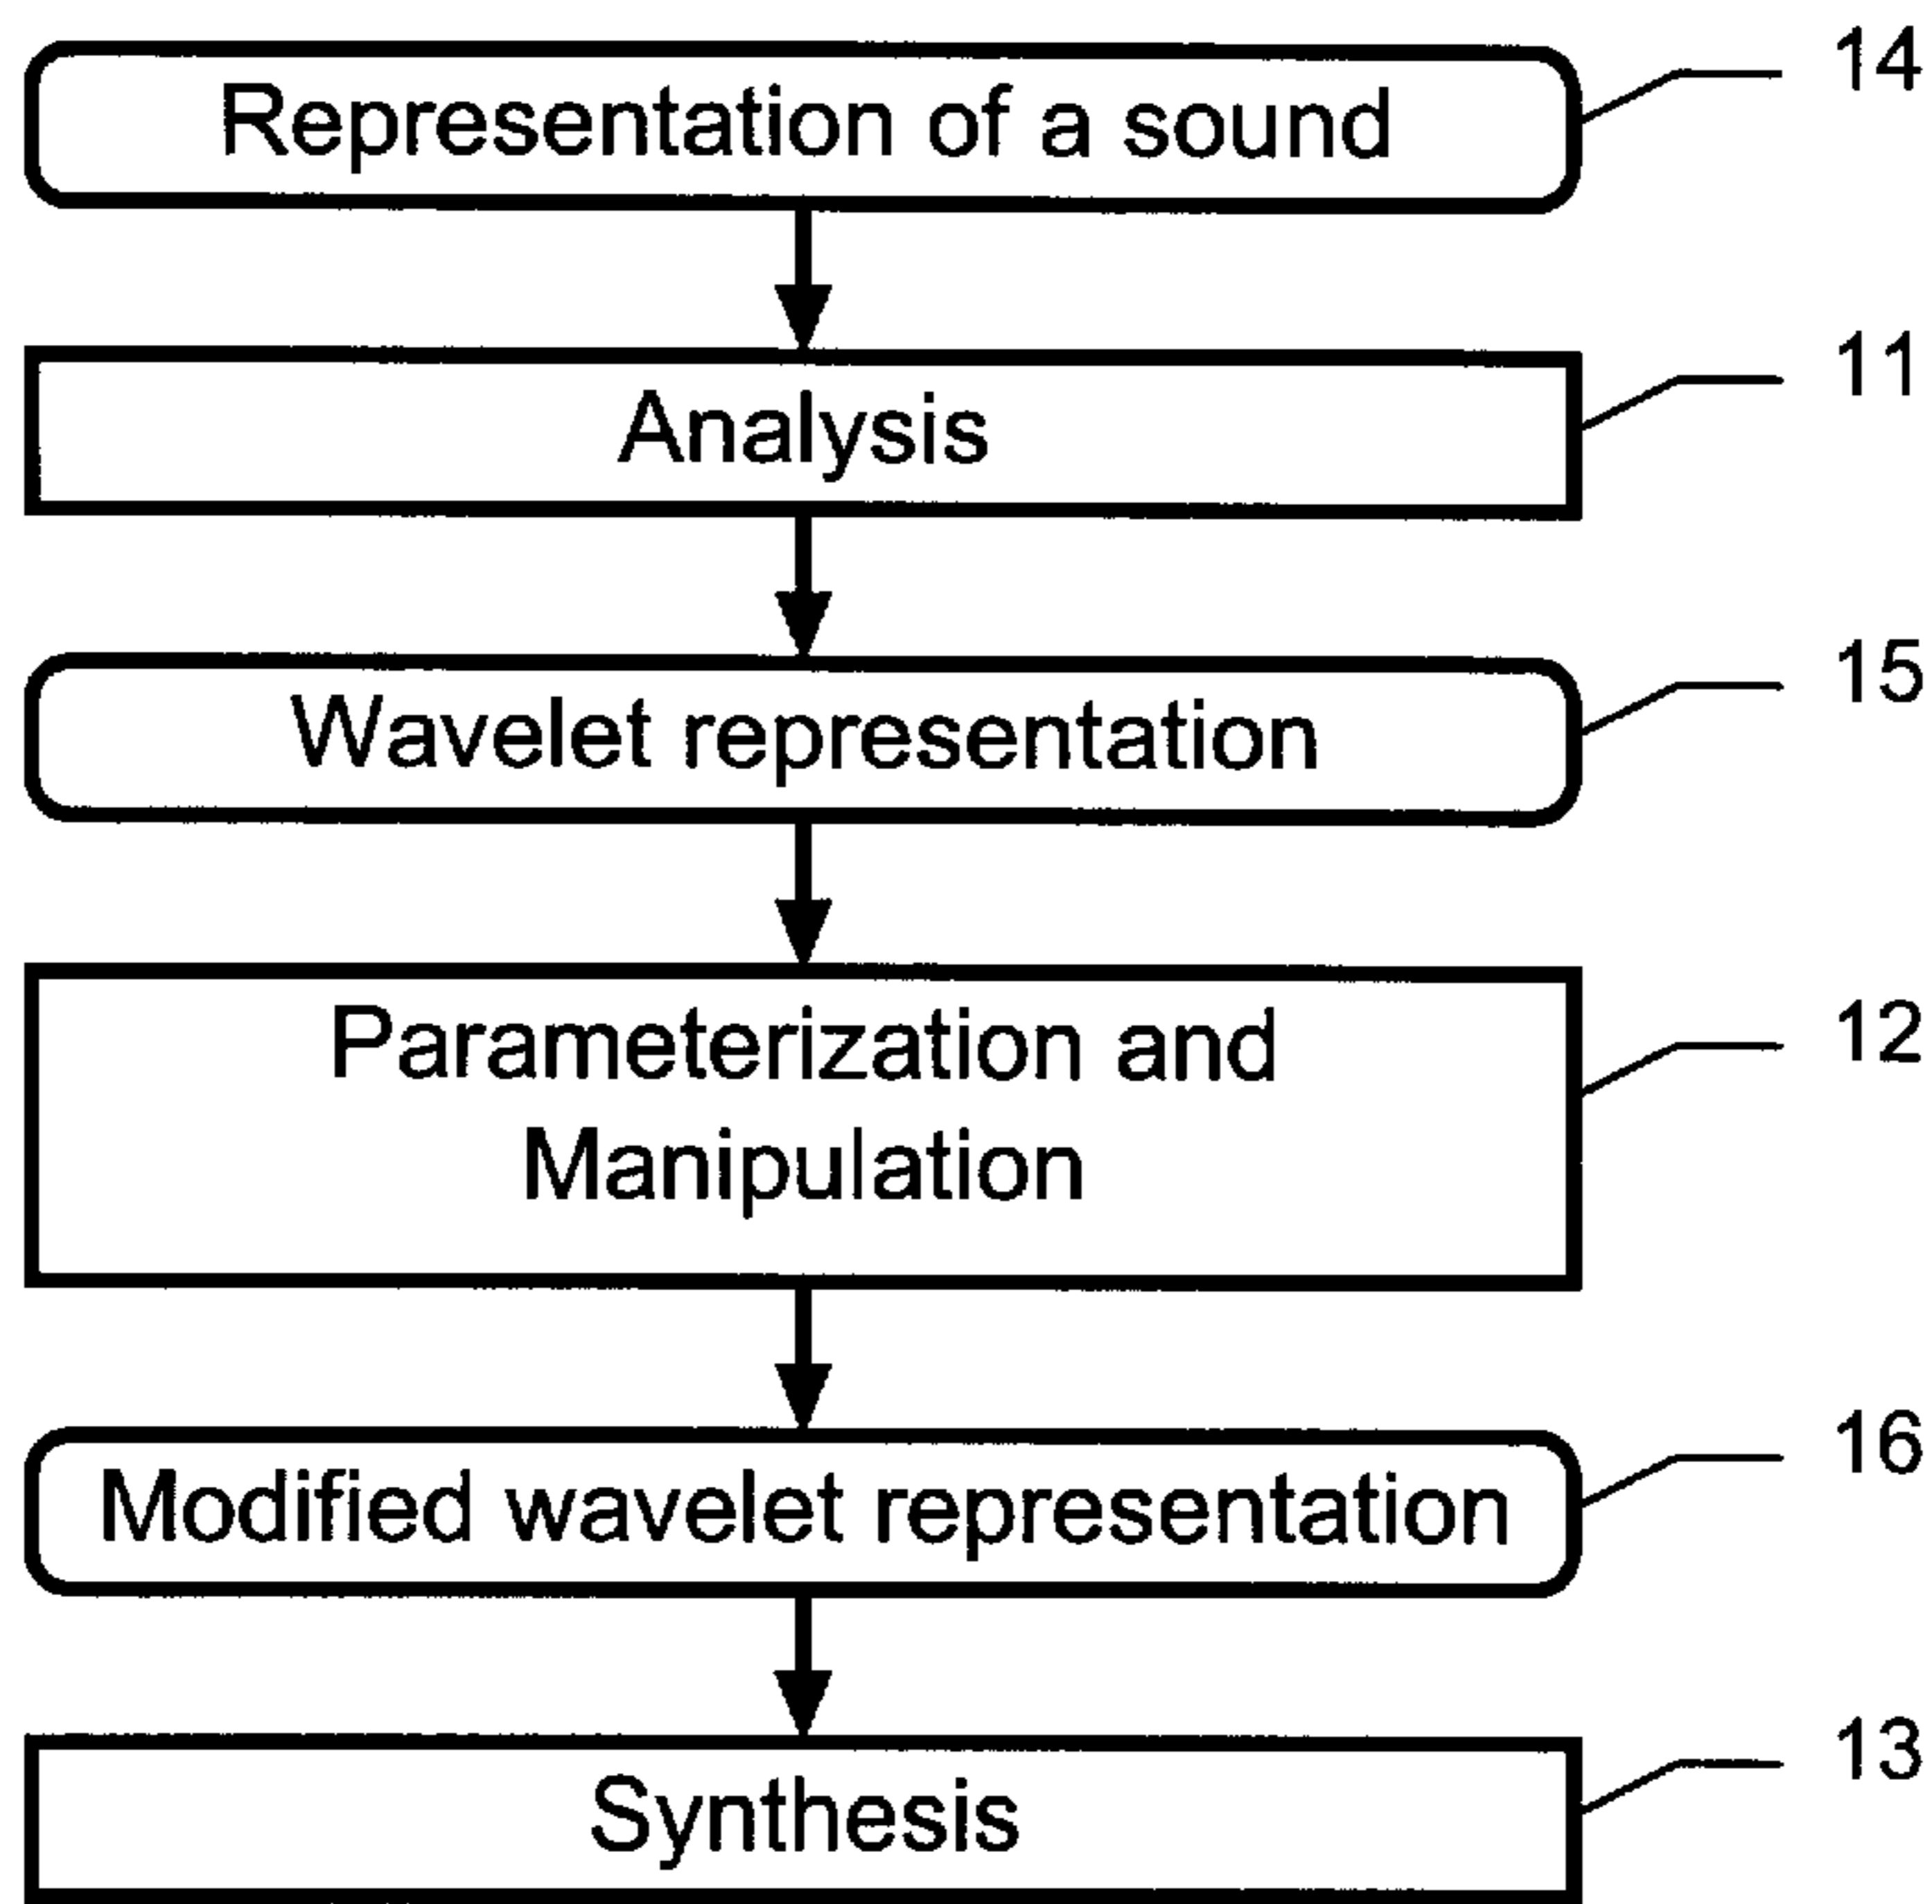 Representation of a sound
14
Analysis
11
Wavelet representation
15
Parameterization and
Manipulation
12
Modified wavelet representation
16
Synthesis
13